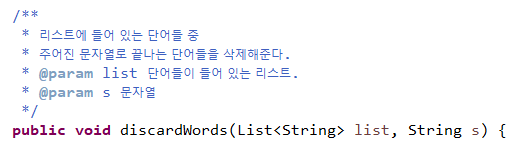 /**
* 리스트에 들어 있는 단어들 중
* 주어진 문자열로 끝나는 단어들을 삭제해준다.
* @param list 단어들이 들어 있는 리스트.
* @param s 문자열
*/
public void discardWords(List<String> list, String s) {